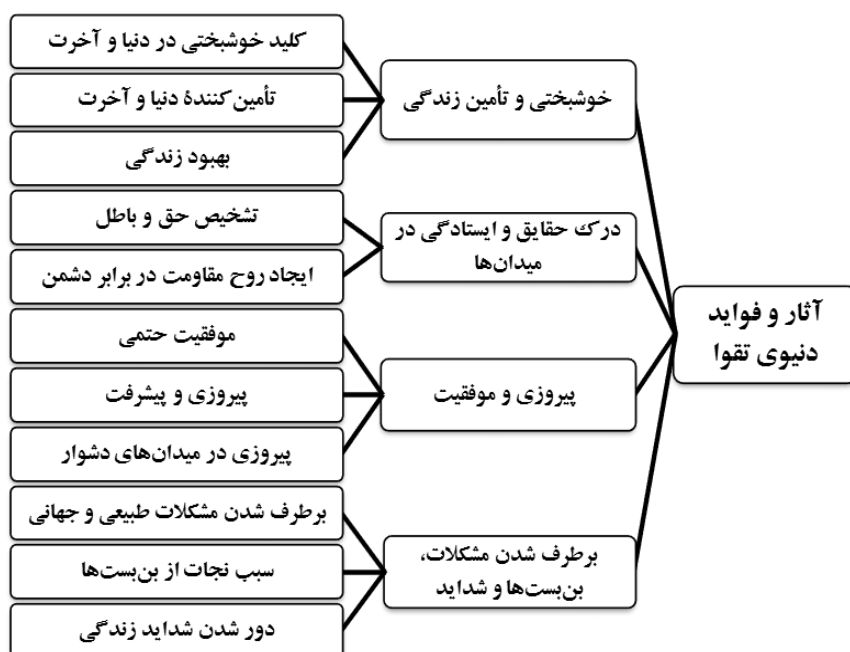 آثار و فواید
دنیوی تقوا
خوشبختی و تأمین زندگی
کلید خوشبختی در دنیا و آخرت
تأمین‌کنندهٔ دنیا و آخرت
بهبود زندگی
درک حقایق و ایستادگی در
میدان‌ها
تشخیص حق و باطل
ایجاد روح مقاومت در برابر دشمن
پیروزی و موفقیت
موفقیت حتمی
پیروزی و پیشرفت
پیروزی در میدان‌های دشوار
برطرف شدن مشکلات،
بن‌بست‌ها و شداید
برطرف شدن مشکلات طبیعی و جهانی
سبب نجات از بن‌بست‌ها
دور شدن شداید زندگی